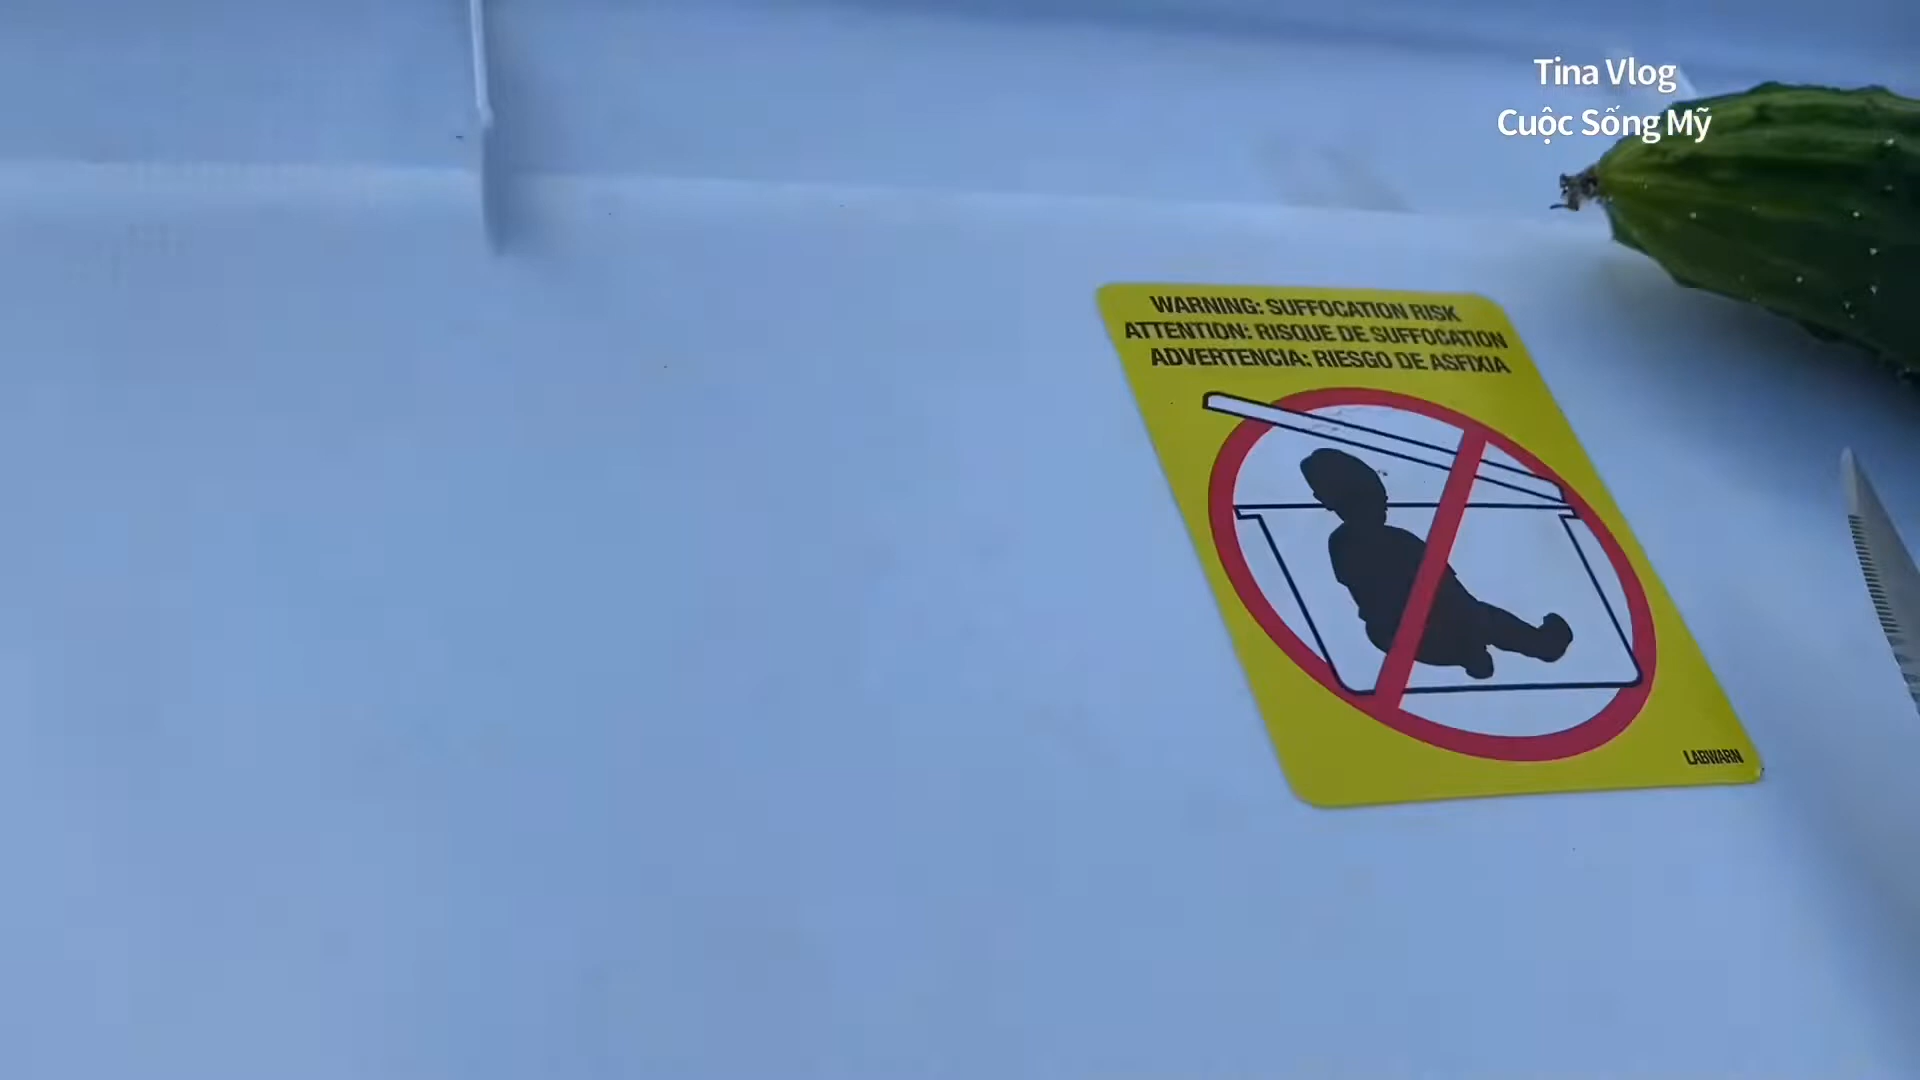 Tina Vlog
Cuộc Sống Mỹ
WARNING: SUFFOCATION RISK
ATTENTION: RISQUE DE SUFFOCATION
ADVERTENCIA: RIESGO DE ASFIXIA
LABWARN